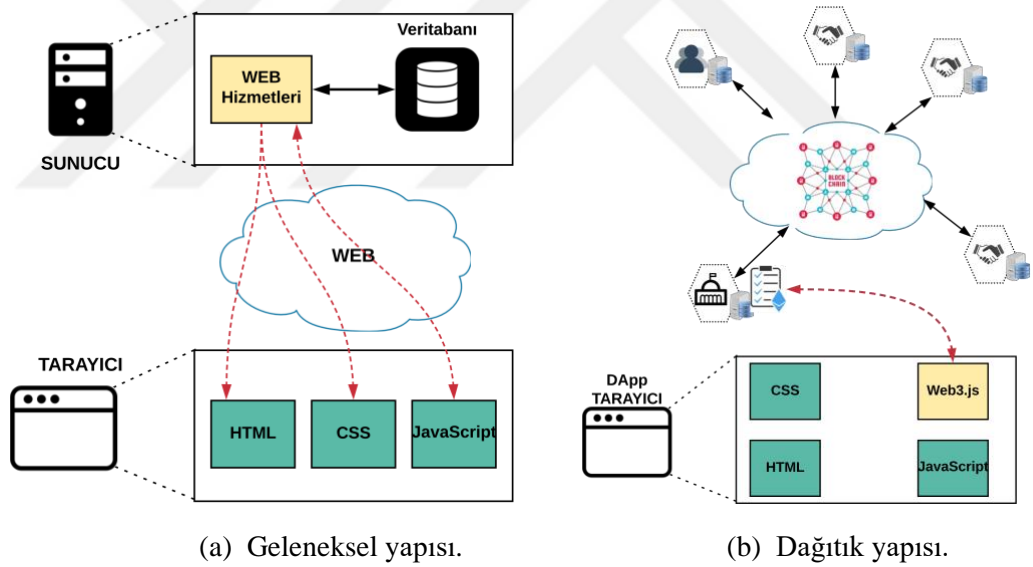 Veritabanı
WEB
Hizmetleri
SUNUCU
WEB
TARAYICI
HTML
CSS
JavaScript
(a) Geleneksel yapısı.
BLOCK
CHAIN
DApp
TARAYICI
CSS
Web3.js
HTML
JavaScript
(b) Dağıtık yapısı.